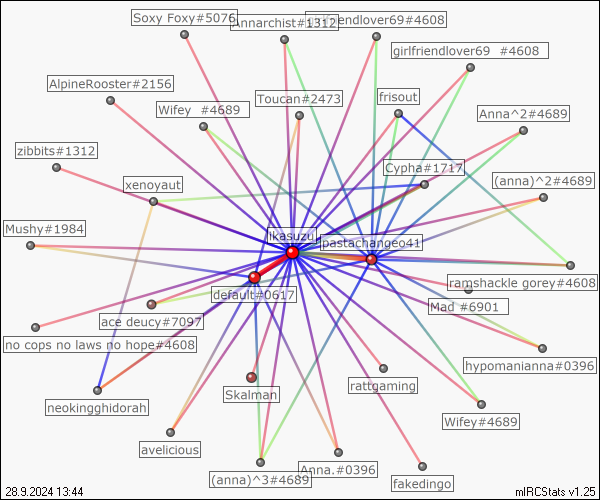 Soxy Foxy#5076
Annarchist#1312
friendlover69#4608
girlfriendlover69 #4608
AlpineRooster#2156
Toucan#2473
frisout
Wifey #4689
Anna^2#4689
zibbits#1312
Cypha#1717
xenoyaut
(anna)^2#4689
Mushy#1984
ikasuzu
pastachangeo41
default#0617
ramshackle gorey#4608
Mad #6901
ace deucy#7097
no cops no laws no hope#4608
hypomanianna#0396
rattgaming
Skalman
neokingghidorah
Wifey#4689
avelicious
(anna)^3#4689
Anna.#0396
fakedingo
28.9.2024 13:44
mIRCStats v1.25